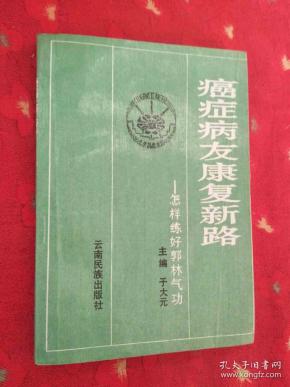 癌症病友康复新路
—怎样练好郭林气功
主编 于大元
云南民族出版社
孔夫子旧书网